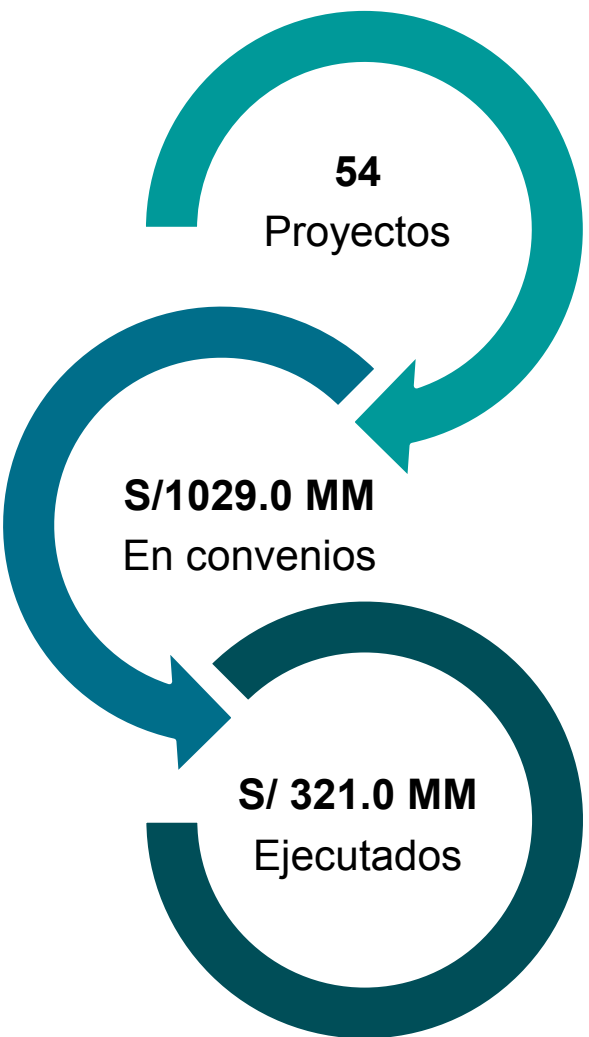 54
Proyectos
S/1029.0 MM
En convenios
S/ 321.0 MM
Ejecutados